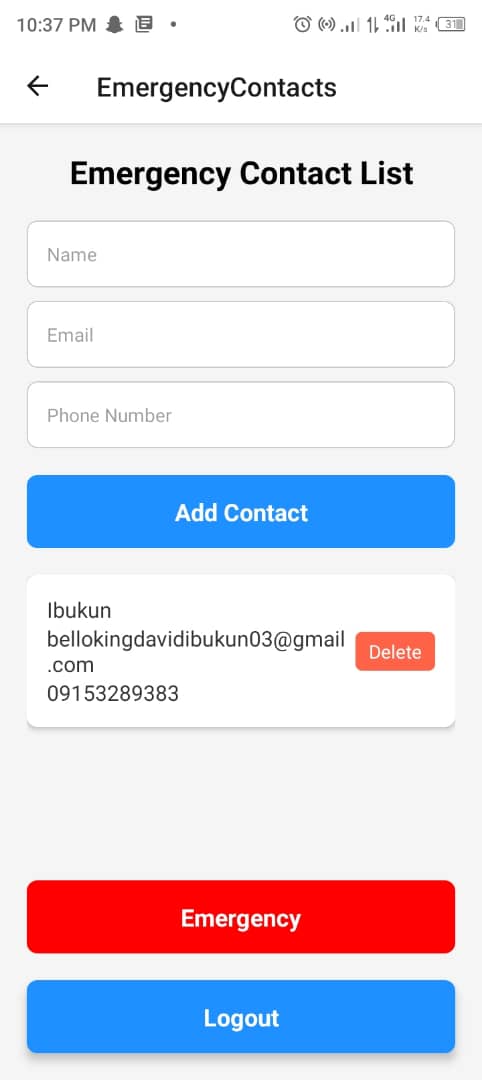 10:37 PM 4G 17.4 K/s 31
EmergencyContacts
Emergency Contact List
Name
Email
Phone Number
Add Contact
Ibukun
bellokingdavidibukun03@gmail
.com
09153289383
Delete
Emergency
Logout